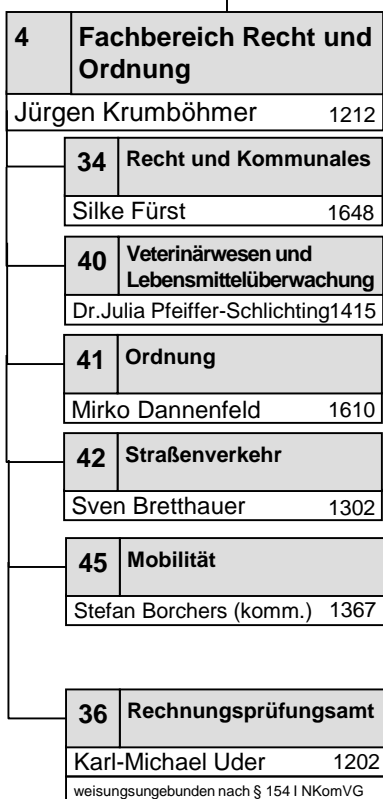 4 Fachbereich Recht und
Ordnung
Jürgen Krumböhmer 1212
34 Recht und Kommunales
Silke Fürst 1648
40 Veterinärwesen und
Lebensmittelüberwachung
Dr.Julia Pfeiffer-Schlichting1415
41 Ordnung
Mirko Dannenfeld 1610
42 Straßenverkehr
Sven Bretthauer 1302
45 Mobilität
Stefan Borchers (komm.) 1367
36 Rechnungsprüfungsamt
Karl-Michael Uder 1202
weisungsungebunden nach § 154 I NKomVG